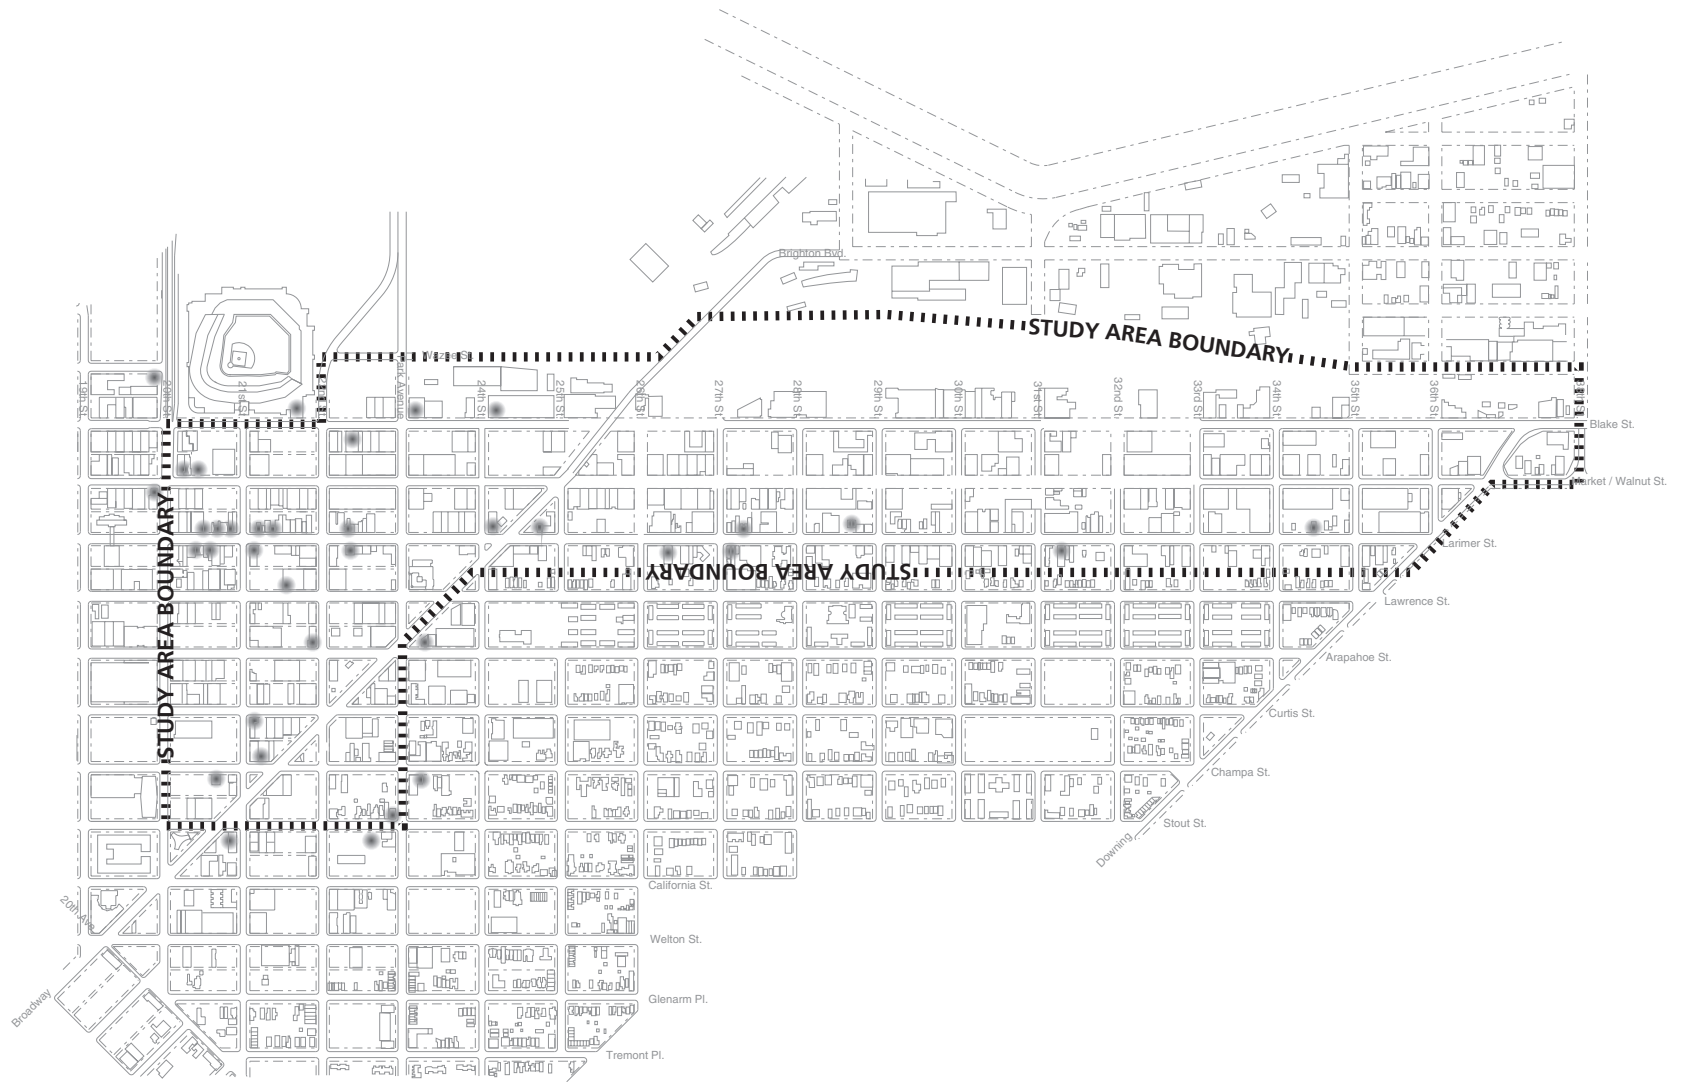 Brighton Blvd.
STUDY AREA BOUNDARY
Wazee St.
19th St.
20th St.
21st St.
Park Avenue
24th St.
25th St.
26th St.
27th St.
28th St.
29th St.
30th St.
31st St.
32nd St.
33rd St.
34th St.
35th St.
36th St.
Blake St.
Market / Walnut St.
STUDY AREA BOUNDARY
Larimer St.
STUDY AREA BOUNDARY
Lawrence St.
Arapahoe St.
Curtis St.
Champa St.
Stout St.
Downing
California St.
20th Ave.
Welton St.
Glenarm Pl.
Broadway
Tremont Pl.